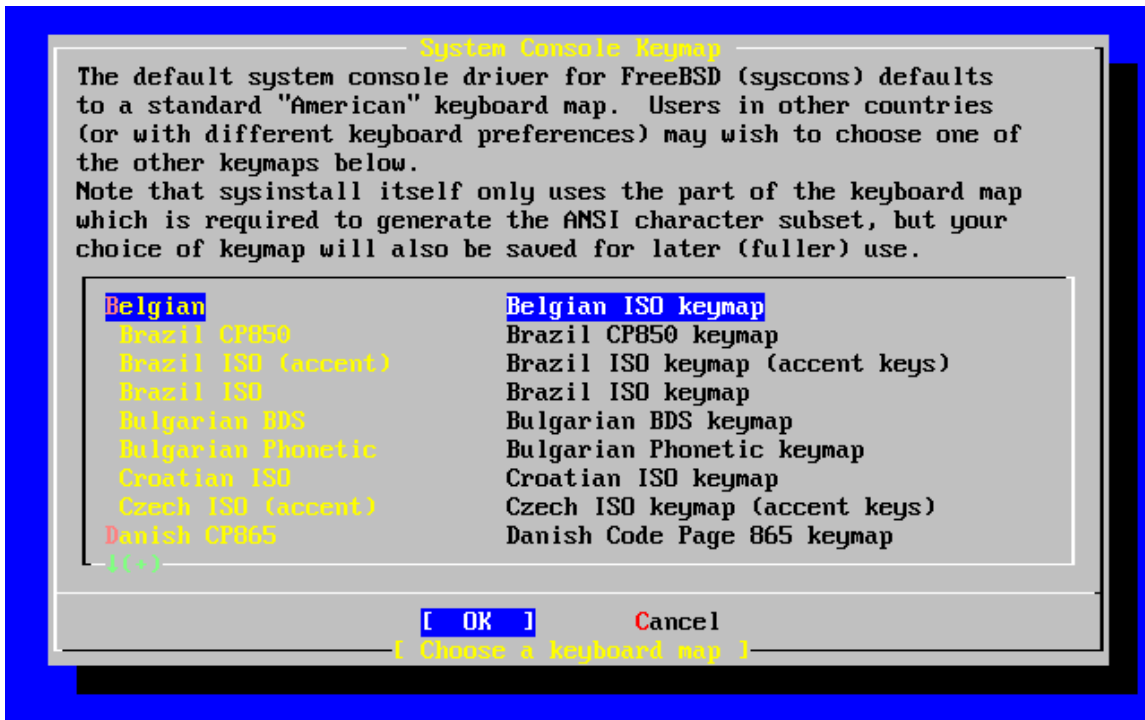 System Console Keymap
The default system console driver for FreeBSD (syscons) defaults
to a standard "American" keyboard map.  Users in other countries
(or with different keyboard preferences) may wish to choose one of
the other keymaps below.
Note that sysinstall itself only uses the part of the keyboard map
which is required to generate the ANSI character subset, but your
choice of keymap will also be saved for later (fuller) use.
Belgian Belgian ISO keymap
Brazil CP850 Brazil CP850 keymap
Brazil ISO (accent) Brazil ISO keymap (accent keys)
Brazil ISO Brazil ISO keymap
Bulgarian BDS Bulgarian BDS keymap
Bulgarian Phonetic Bulgarian Phonetic keymap
Croatian ISO Croatian ISO keymap
Czech ISO (accent) Czech ISO keymap (accent keys)
Danish CP865 Danish Code Page 865 keymap
↓(+)
[ OK ] Cancel
[ Choose a keyboard map ]